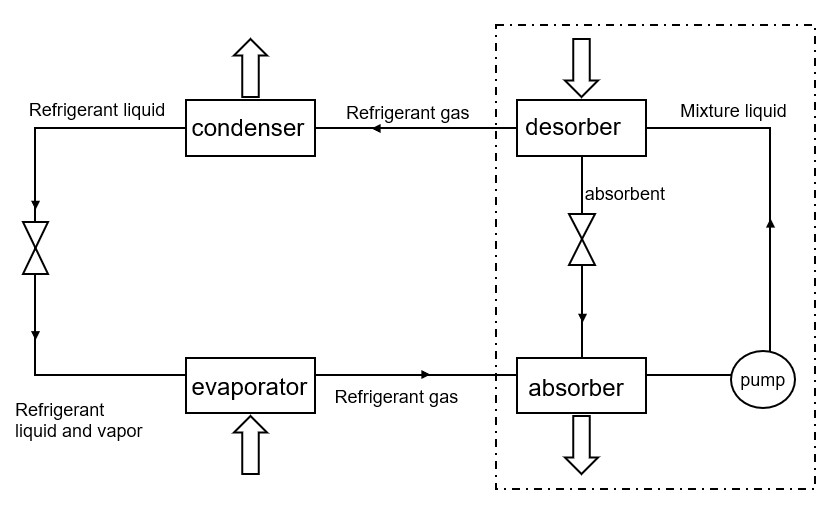 Refrigerant liquid
condenser
Refrigerant gas
desorber
Mixture liquid
absorbent
evaporator
Refrigerant gas
absorber
pump
Refrigerant
liquid and vapor